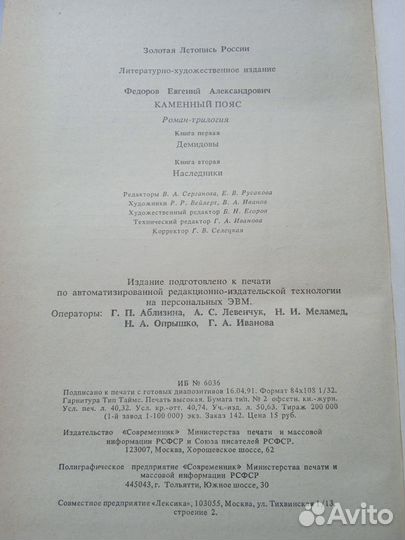 Золотая Летопись России
Литературно-художественное издание
Федоров Евгений Александрович
КАМЕННЫЙ ПОЯС
Роман-трилогия
Книга первая
Демидовы
Книга вторая
Наследники
Редакторы В. А. Серганова, Е. В. Русакова
Художники Р. Р. Вейлерт, В. А. Иванов
Художественный редактор Б. Н. Егоров
Технический редактор Г. А. Иванова
Корректор Г. В. Селецкая
Издание подготовлено к печати
по автоматизированной редакционно-издательской технологии
на персональных ЭВМ.
Операторы: Г. П. Аблизина, А. С. Левенчук, Н. И. Меламед,
Н. А. Опрышко, Г. А. Иванова
ИБ № 6036
Подписано к печати с готовых диапозитивов 16.04.91. Формат 84х108 1/32.
Гарнитура Тип Таймс. Печать высокая. Бумага тип. № 2 офсетн. кн.-журн.
Усл. печ. л. 40,32. Усл. кр.-отт. 40,74. Уч.-изд. л. 50,63. Тираж 200 000
(1-й завод 1-100 000) экз. Заказ 142. Цена 15 руб.
Издательство «Современник» Министерства печати и массовой
информации РСФСР и Союза писателей РСФСР.
123007, Москва, Хорошевское шоссе, 62
Полиграфическое предприятие «Современник» Министерства печати и
массовой информации РСФСР
445043, г. Тольятти, Южное шоссе, 30
Совместное предприятие «Лексика», 103055, Москва, ул. Тихвинская 1/13
строение 2.
Avito